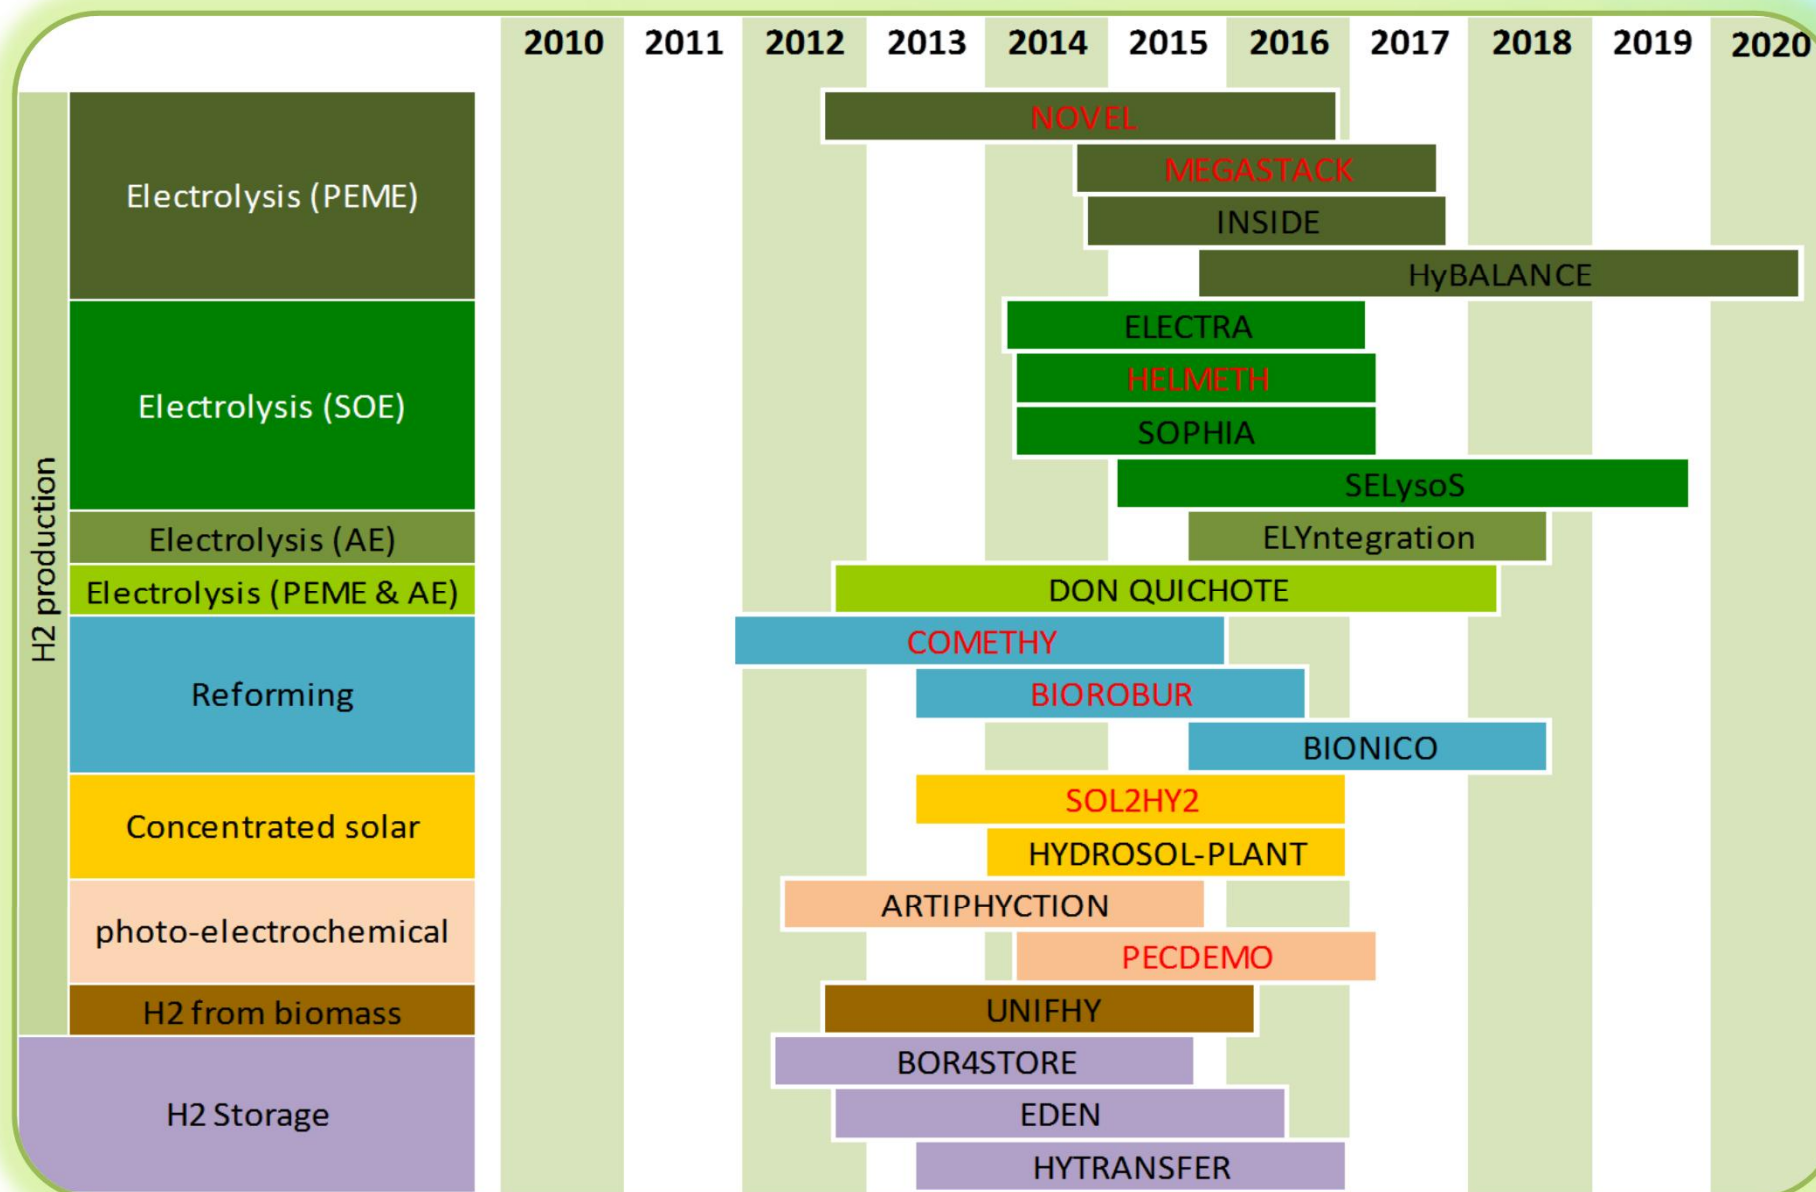 2010 2011 2012 2013 2014 2015 2016 2017 2018 2019 2020
H2 production
Electrolysis (PEME)
NOVEL
MEGASTACK
INSIDE
HyBALANCE
Electrolysis (SOE)
ELECTRA
HELMETH
SOPHIA
SELysoS
Electrolysis (AE)
ELYntegration
Electrolysis (PEME & AE)
DON QUICHOTE
Reforming
COMETHY
BIOROBUR
BIONICO
Concentrated solar
SOL2HY2
HYDROSOL-PLANT
photo-electrochemical
ARTIPHYCTION
PECDEMO
H2 from biomass
UNIFHY
H2 Storage
BOR4STORE
EDEN
HYTRANSFER